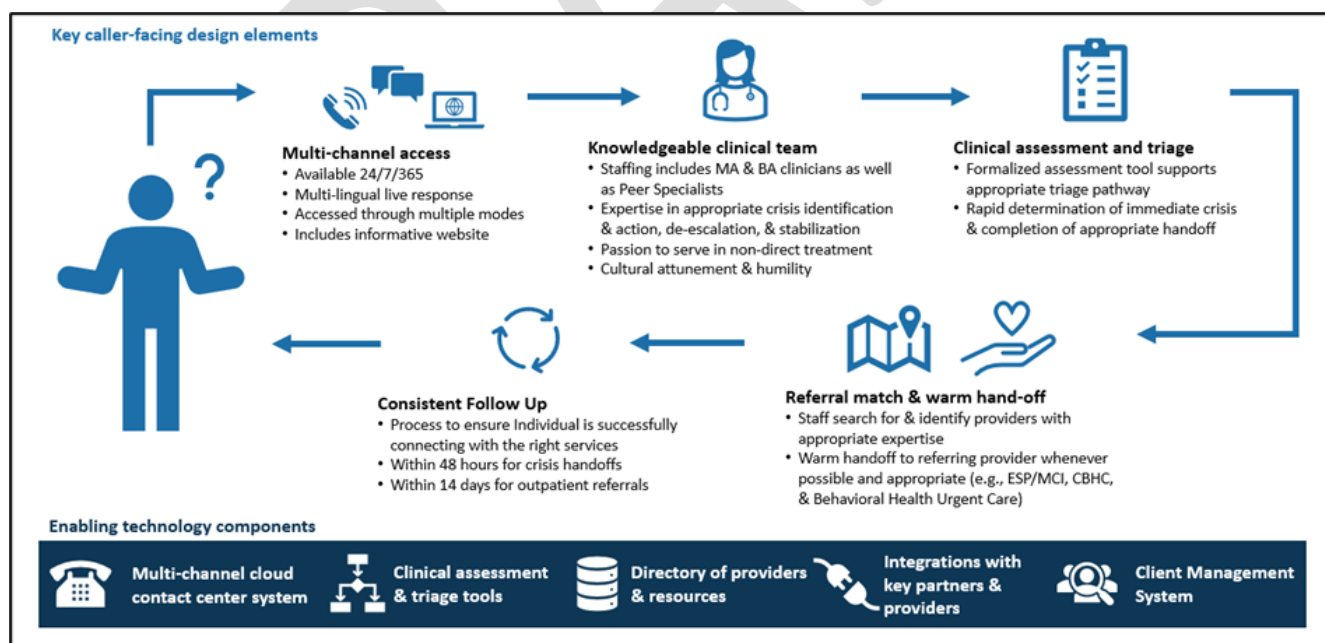 Key caller-facing design elements
?
Multi-channel access
• Available 24/7/365
• Multi-lingual live response
• Accessed through multiple modes
• Includes informative website
Knowledgeable clinical team
• Staffing includes MA & BA clinicians as well
as Peer Specialists
• Expertise in appropriate crisis identification
& action, de-escalation, & stabilization
• Passion to serve in non-direct treatment
• Cultural attunement & humility
Clinical assessment and triage
• Formalized assessment tool supports
appropriate triage pathway
• Rapid determination of immediate crisis
& completion of appropriate handoff
Referral match & warm hand-off
• Staff search for & identify providers with
appropriate expertise
• Warm handoff to referring provider whenever
possible and appropriate (e.g., ESP/MCI, CBHC,
& Behavioral Health Urgent Care)
Consistent Follow Up
• Process to ensure Individual is successfully
connecting with the right services
• Within 48 hours for crisis handoffs
• Within 14 days for outpatient referrals
Enabling technology components
Multi-channel cloud
contact center system
Clinical assessment
& triage tools
Directory of providers
& resources
Integrations with
key partners &
providers
Client Management
System